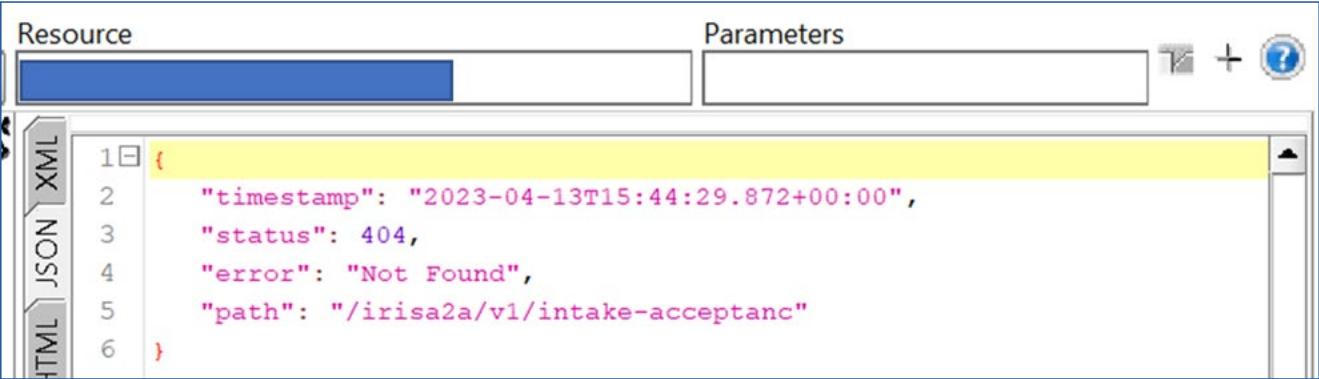 Resource Parameters
XML
JSON
HTML
1 {
2 "timestamp": "2023-04-13T15:44:29.872+00:00",
3 "status": 404,
4 "error": "Not Found",
5 "path": "/irisa2a/v1/intake-acceptanc"
6 }